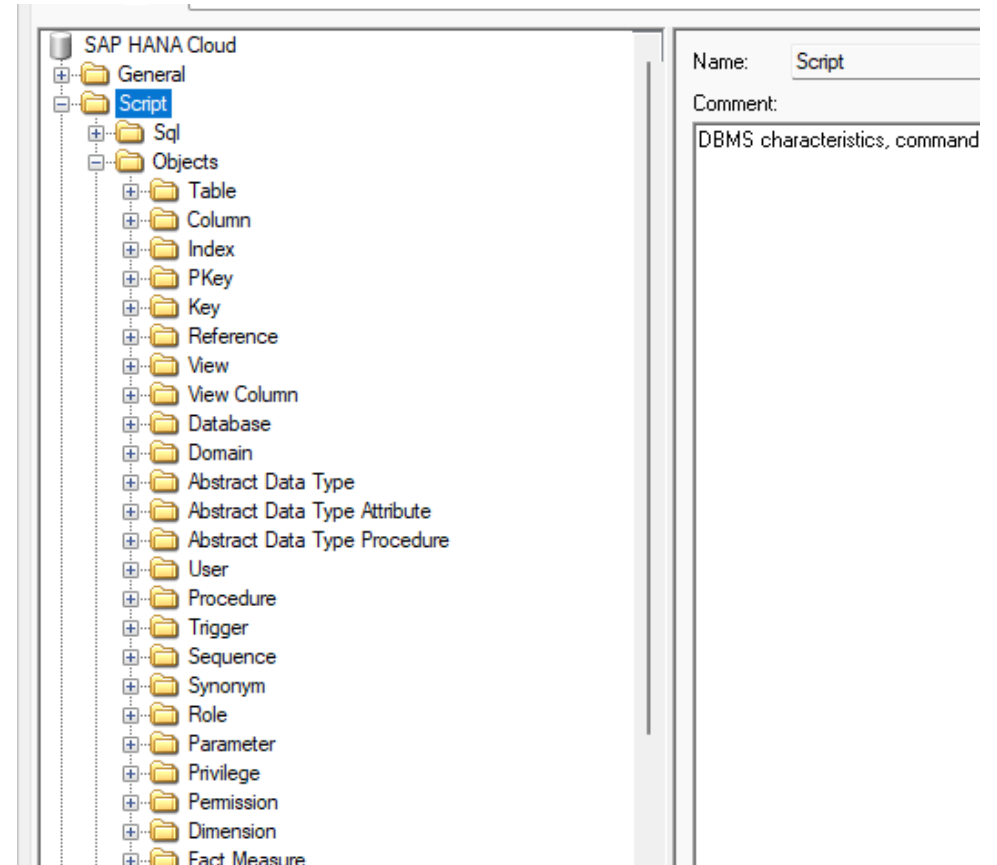 SAP HANA Cloud
General
Script
Sql
Objects
Table
Column
Index
PKey
Key
Reference
View
View Column
Database
Domain
Abstract Data Type
Abstract Data Type Attribute
Abstract Data Type Procedure
User
Procedure
Trigger
Sequence
Synonym
Role
Parameter
Privilege
Permission
Dimension
Fact Measure
Name: Script
Comment:
DBMS characteristics, command